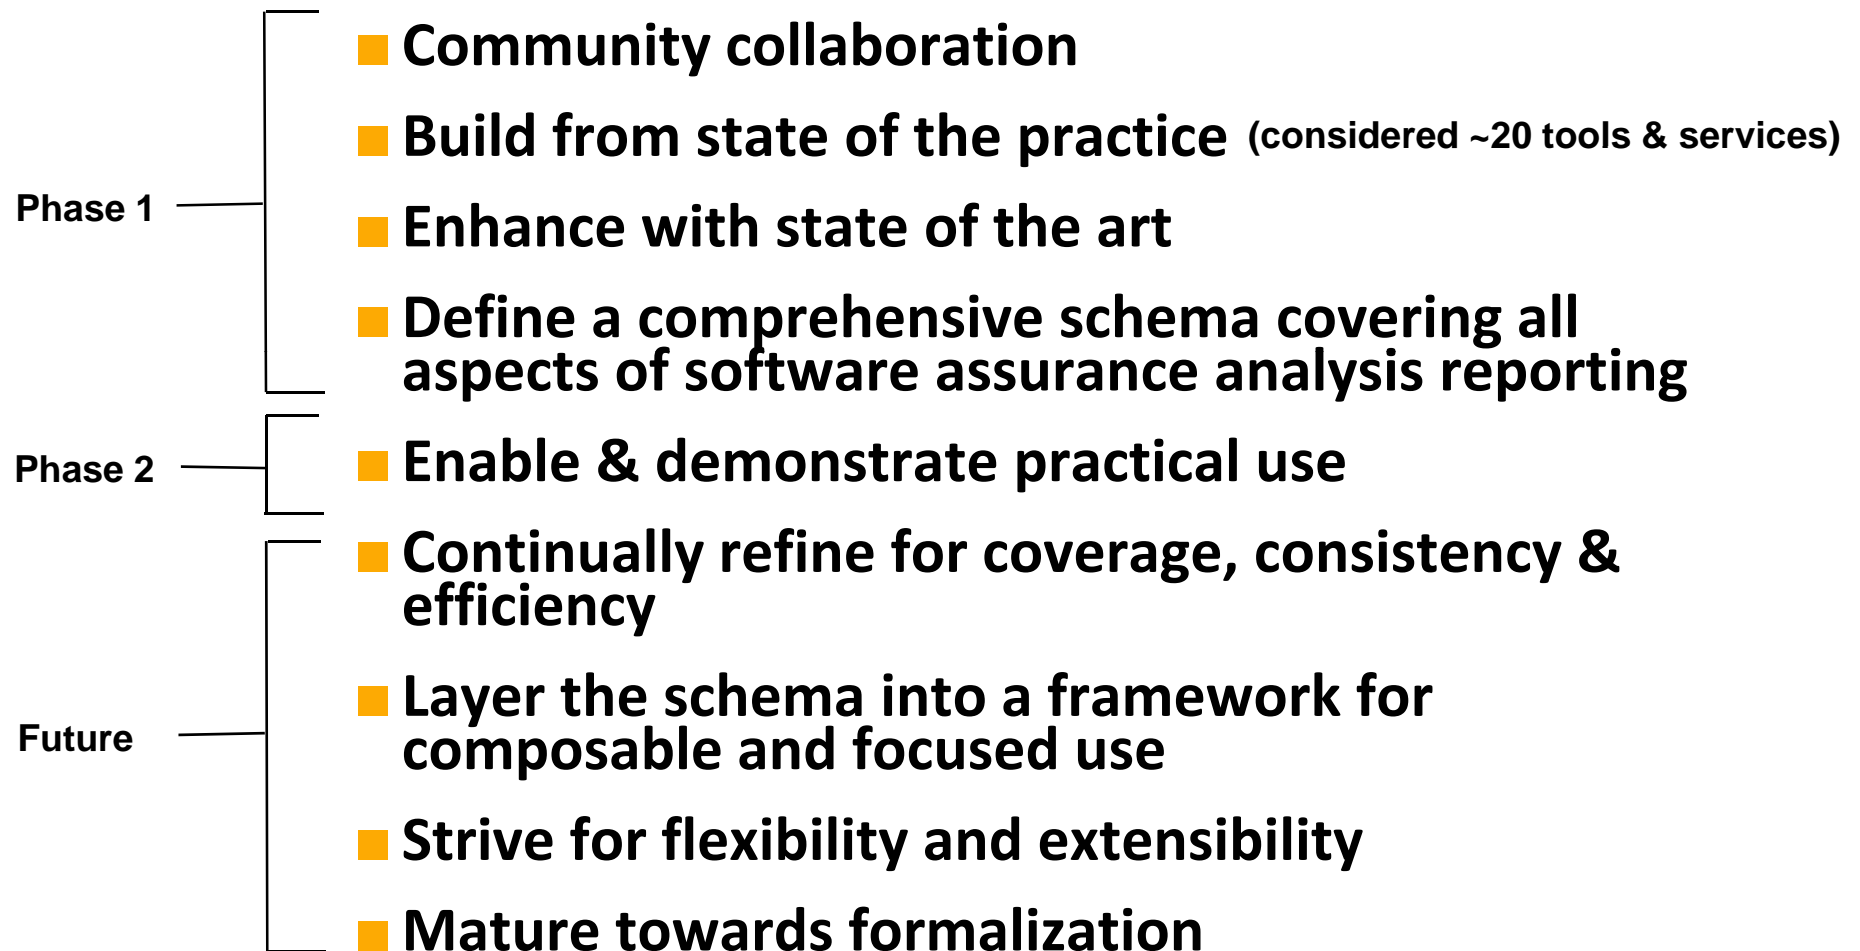 Community collaboration
Build from state of the practice (considered ~20 tools & services)
Phase 1
Enhance with state of the art
Define a comprehensive schema covering all
aspects of software assurance analysis reporting
Phase 2
Enable & demonstrate practical use
Continually refine for coverage, consistency &
efficiency
Layer the schema into a framework for
Future
composable and focused use
Strive for flexibility and extensibility
Mature towards formalization